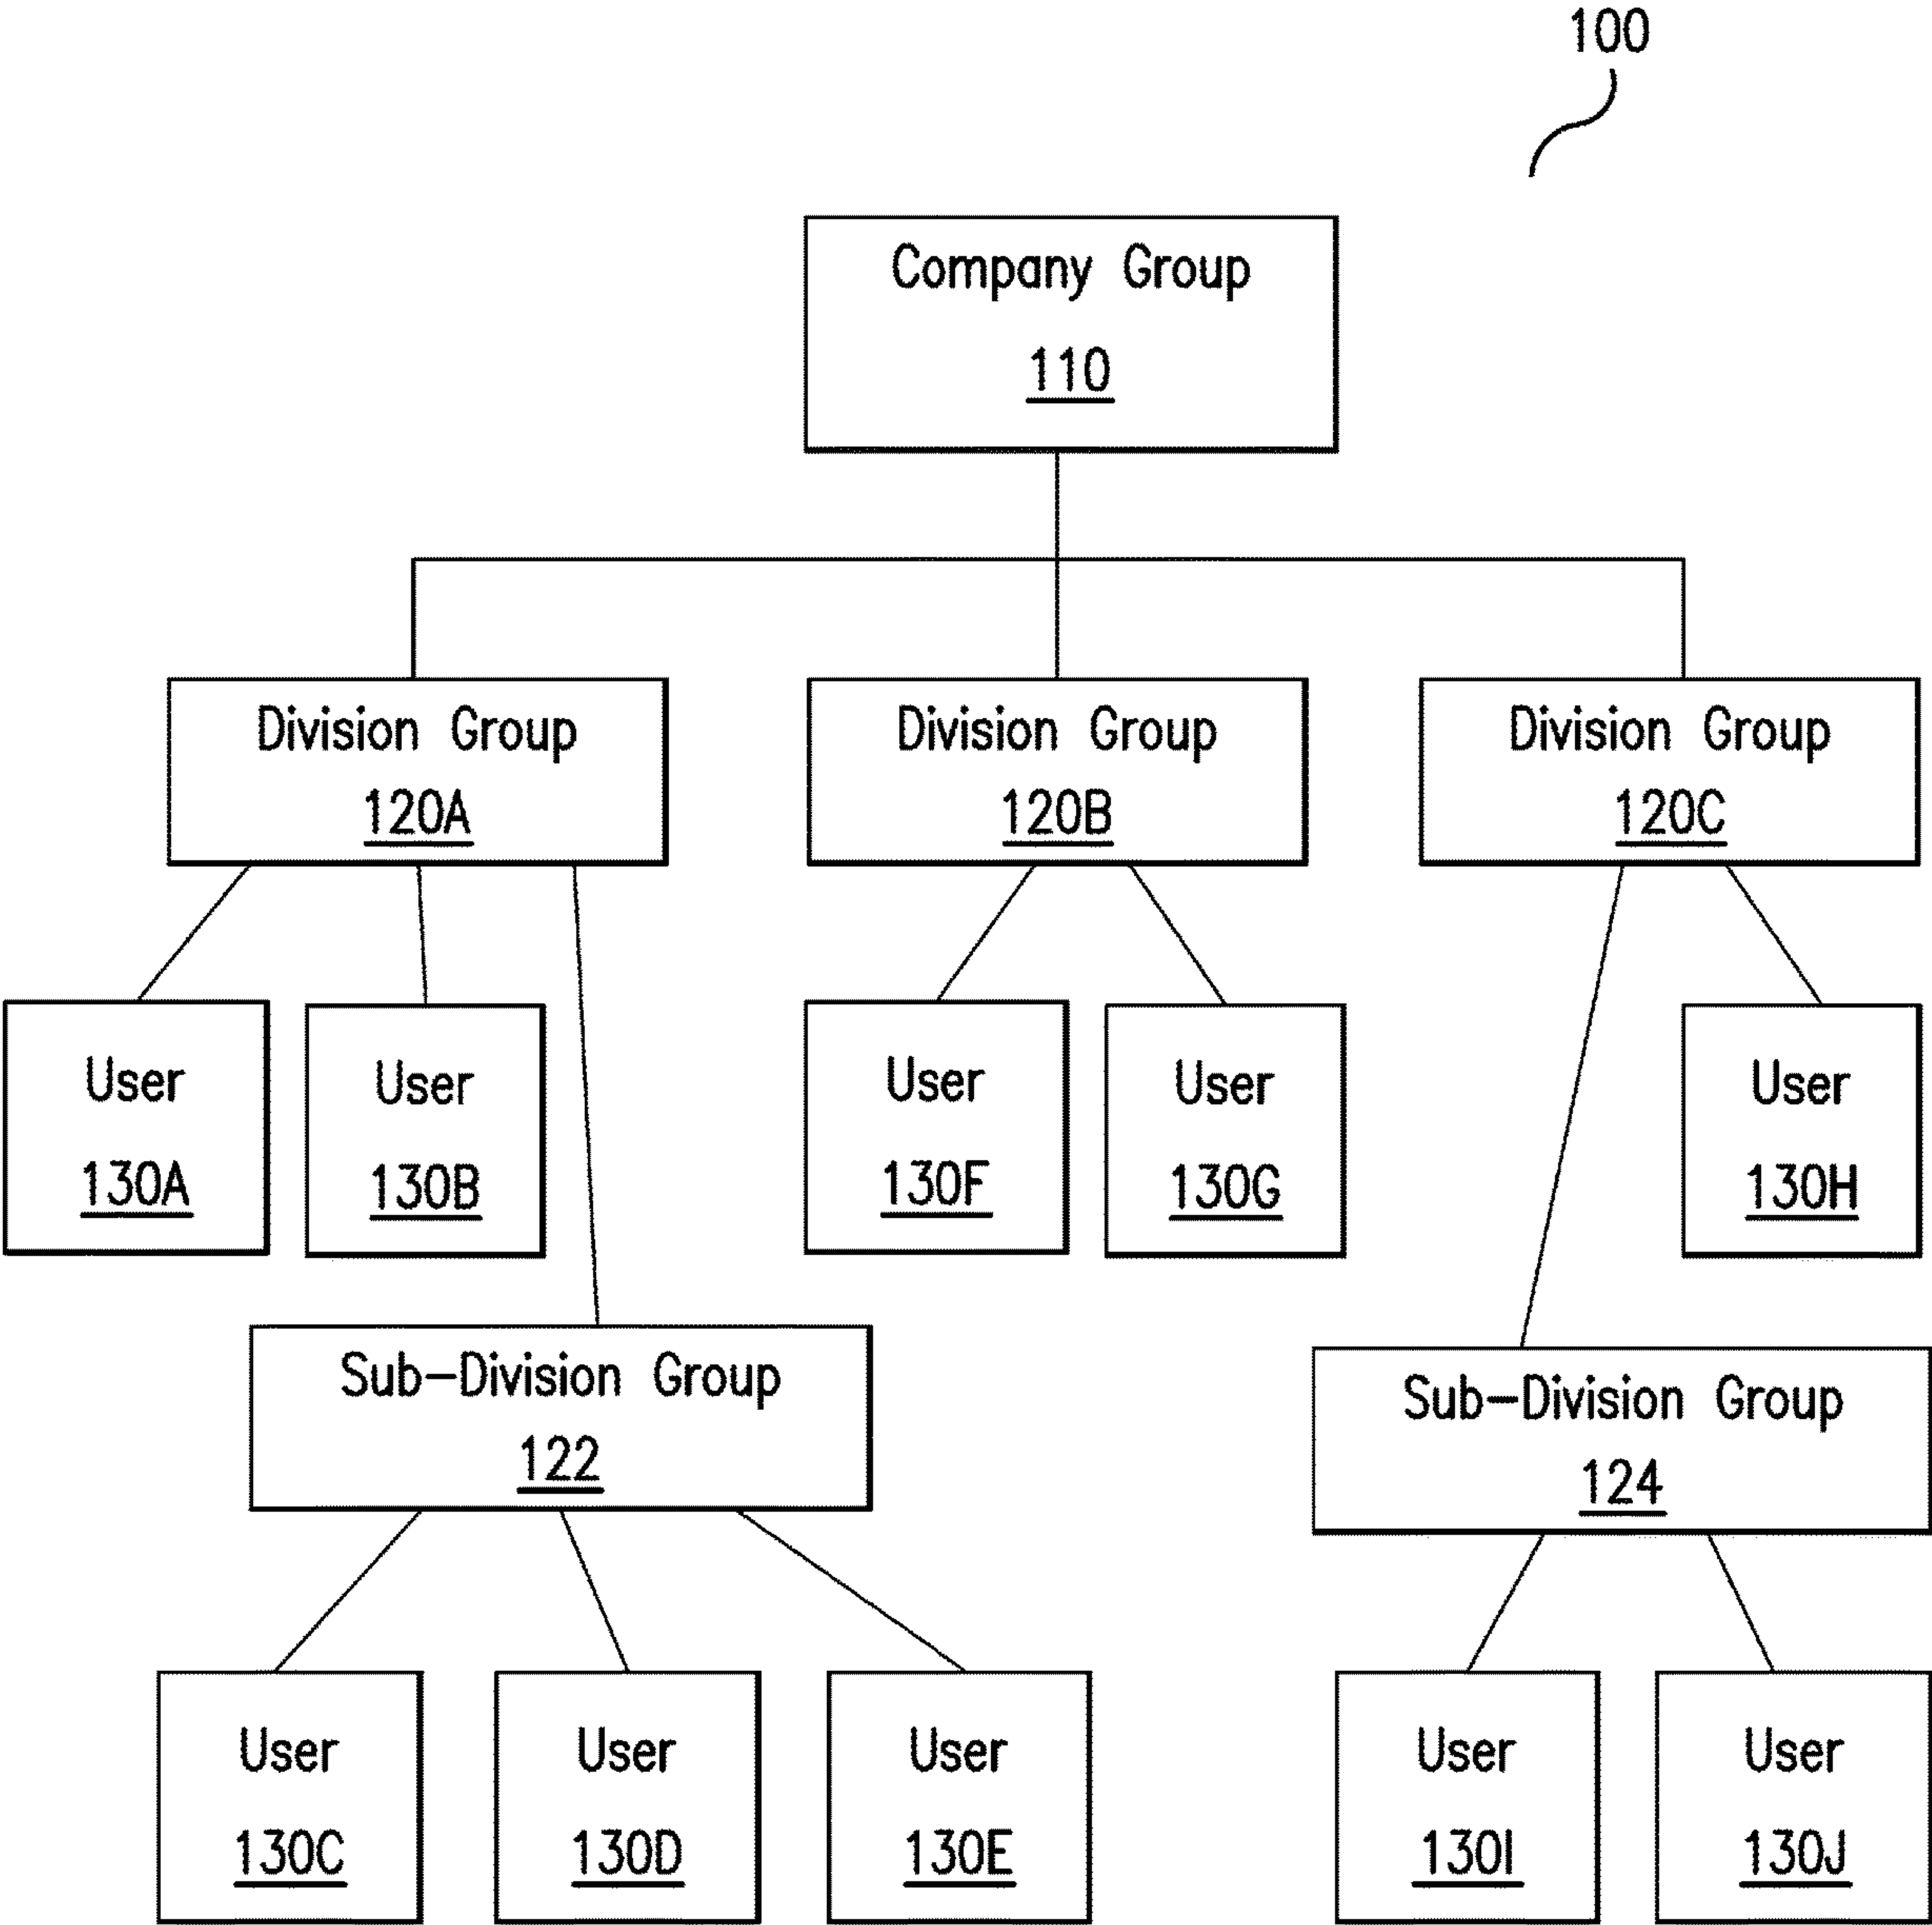 100
Company Group
110
Division Group
120A
Division Group
120B
Division Group
120C
User
130A
User
130B
User
130F
User
130G
User
130H
Sub-Division Group
122
Sub-Division Group
124
User
130C
User
130D
User
130E
User
130I
User
130J